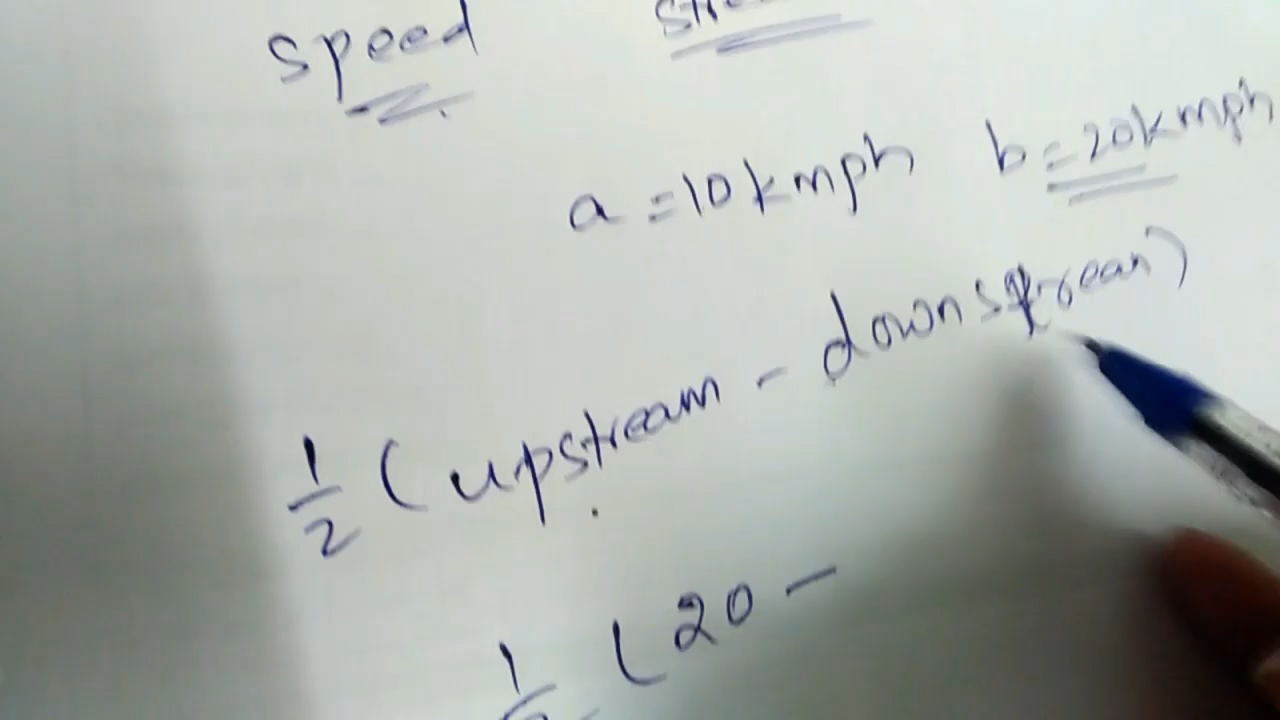 speed
a = 10 kmph b = 20 kmph
1/2 ( upstream - downstream )
1/2 ( 20 -